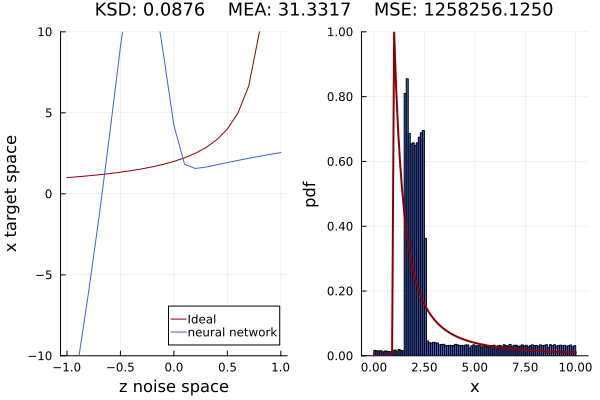 KSD: 0.0876 MEA: 31.3317 MSE: 1258256.1250
10
5
0
−5
−10
x target space
−1.0 −0.5 0.0 0.5 1.0
z noise space
Ideal
neural network
1.00
0.80
0.60
0.40
0.20
0.00
pdf
0.00 2.50 5.00 7.50 10.00
x